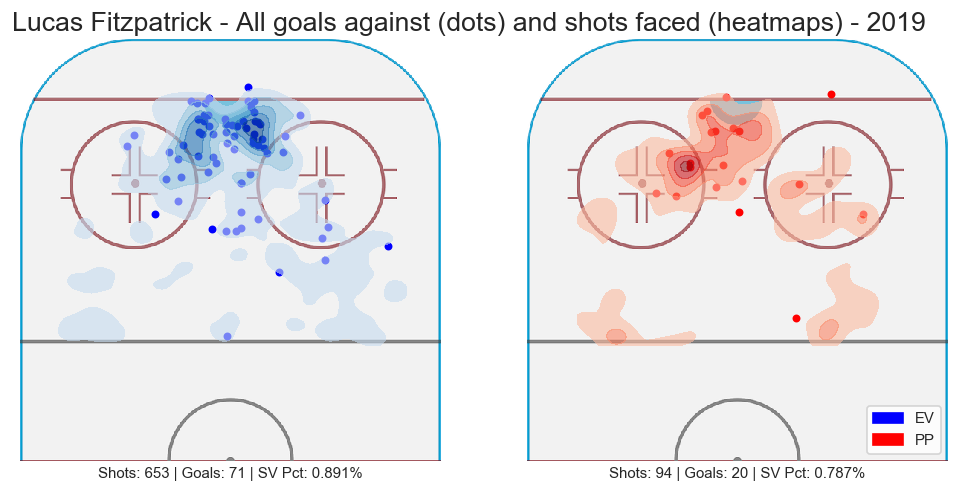 Lucas Fitzpatrick - All goals against (dots) and shots faced (heatmaps) - 2019
EV
PP
Shots: 653 | Goals: 71 | SV Pct: 0.891%
Shots: 94 | Goals: 20 | SV Pct: 0.787%